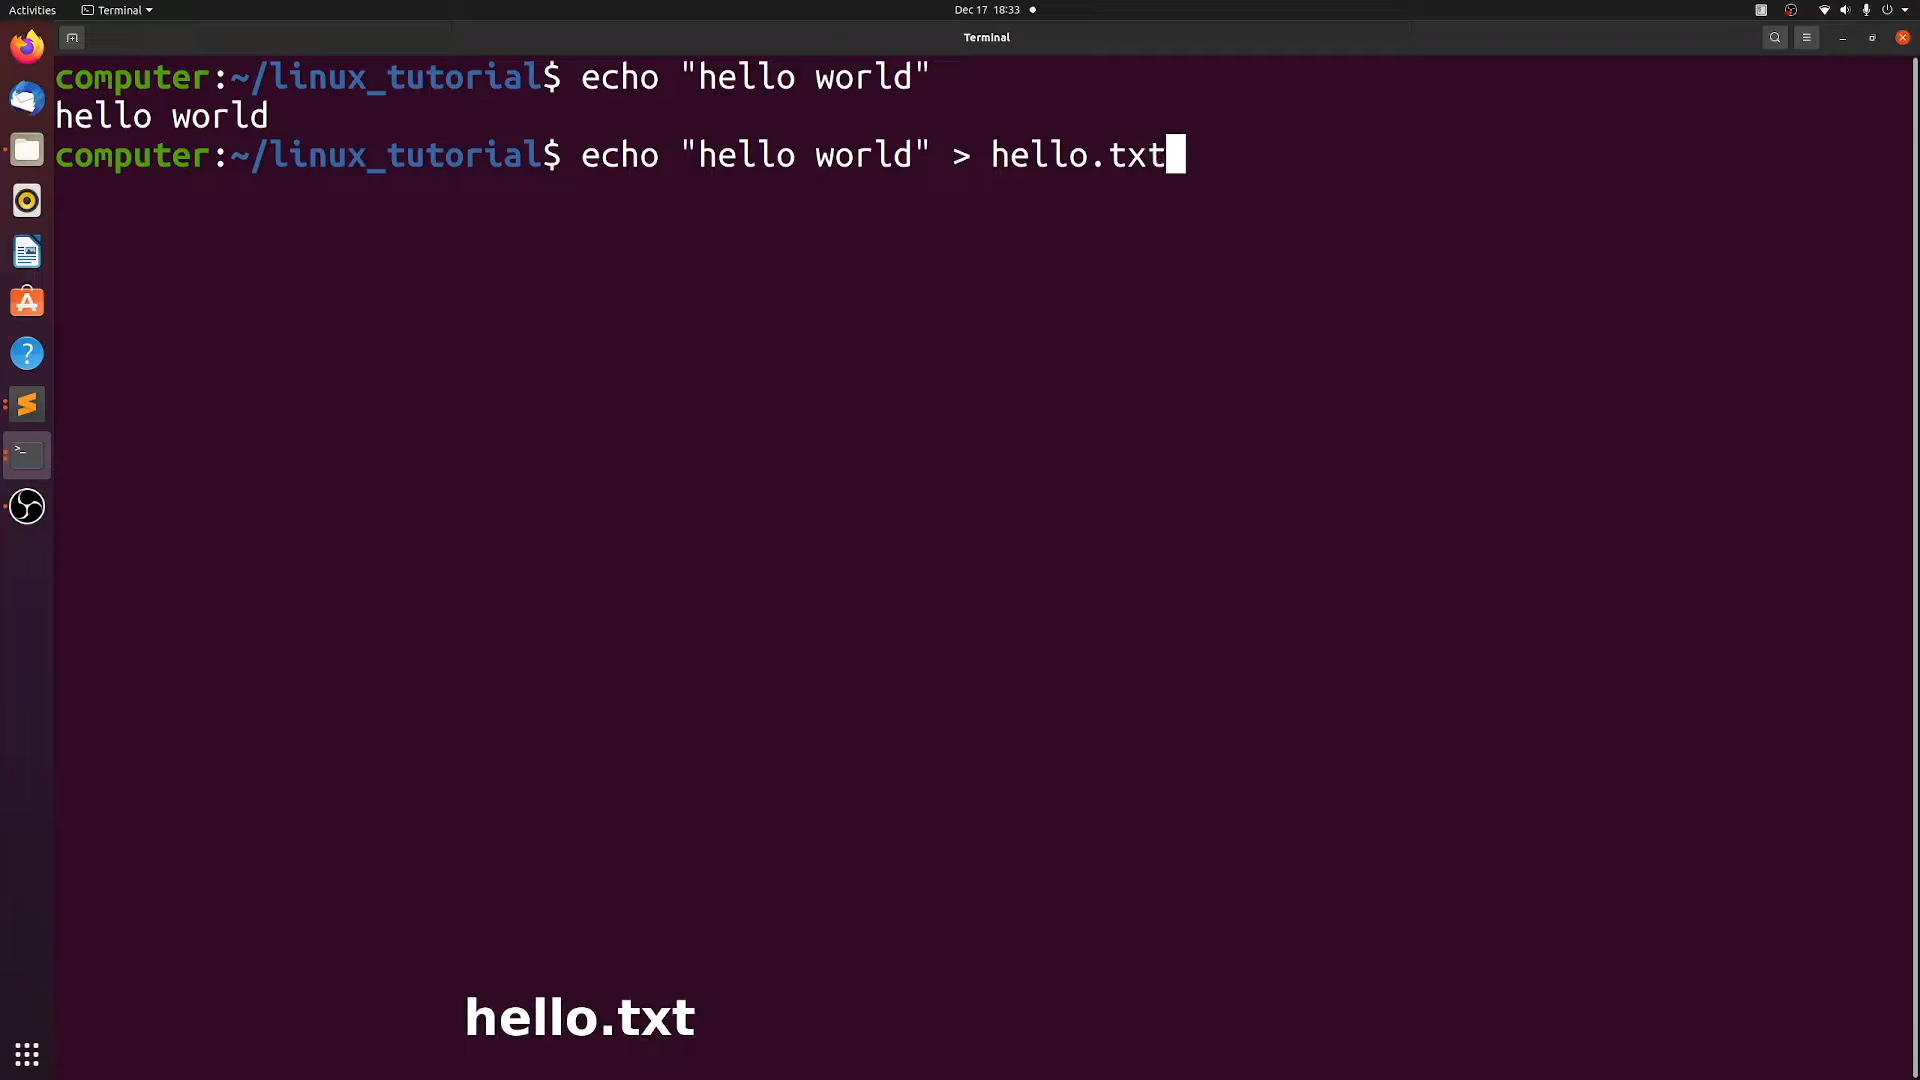 Activities Terminal Dec 17 18:33
Terminal
computer:~/linux_tutorial$ echo "hello world"
hello world
computer:~/linux_tutorial$ echo "hello world" > hello.txt
hello.txt